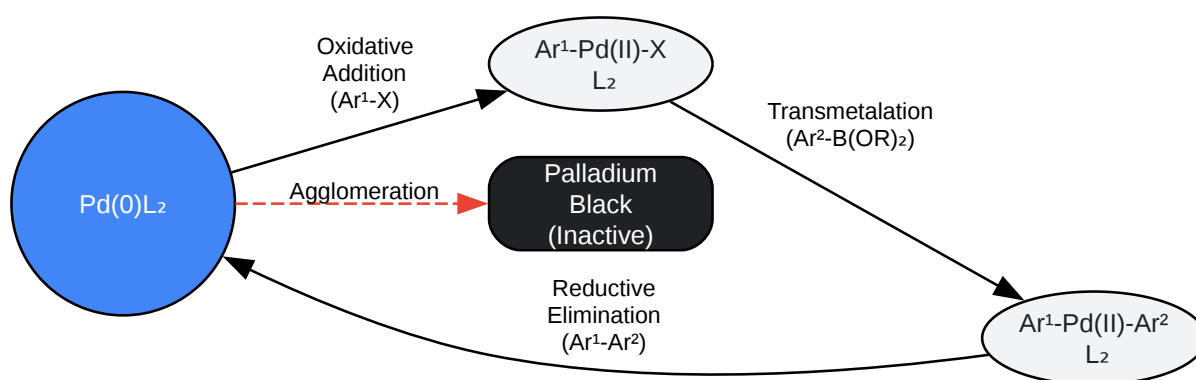 Oxidative
Addition
(Ar¹-X)
Ar¹-Pd(II)-X
L₂
Transmetalation
(Ar²-B(OR)₂)
Pd(0)L₂
Agglomeration
Palladium
Black
(Inactive)
Reductive
Elimination
(Ar¹-Ar²)
Ar¹-Pd(II)-Ar²
L₂